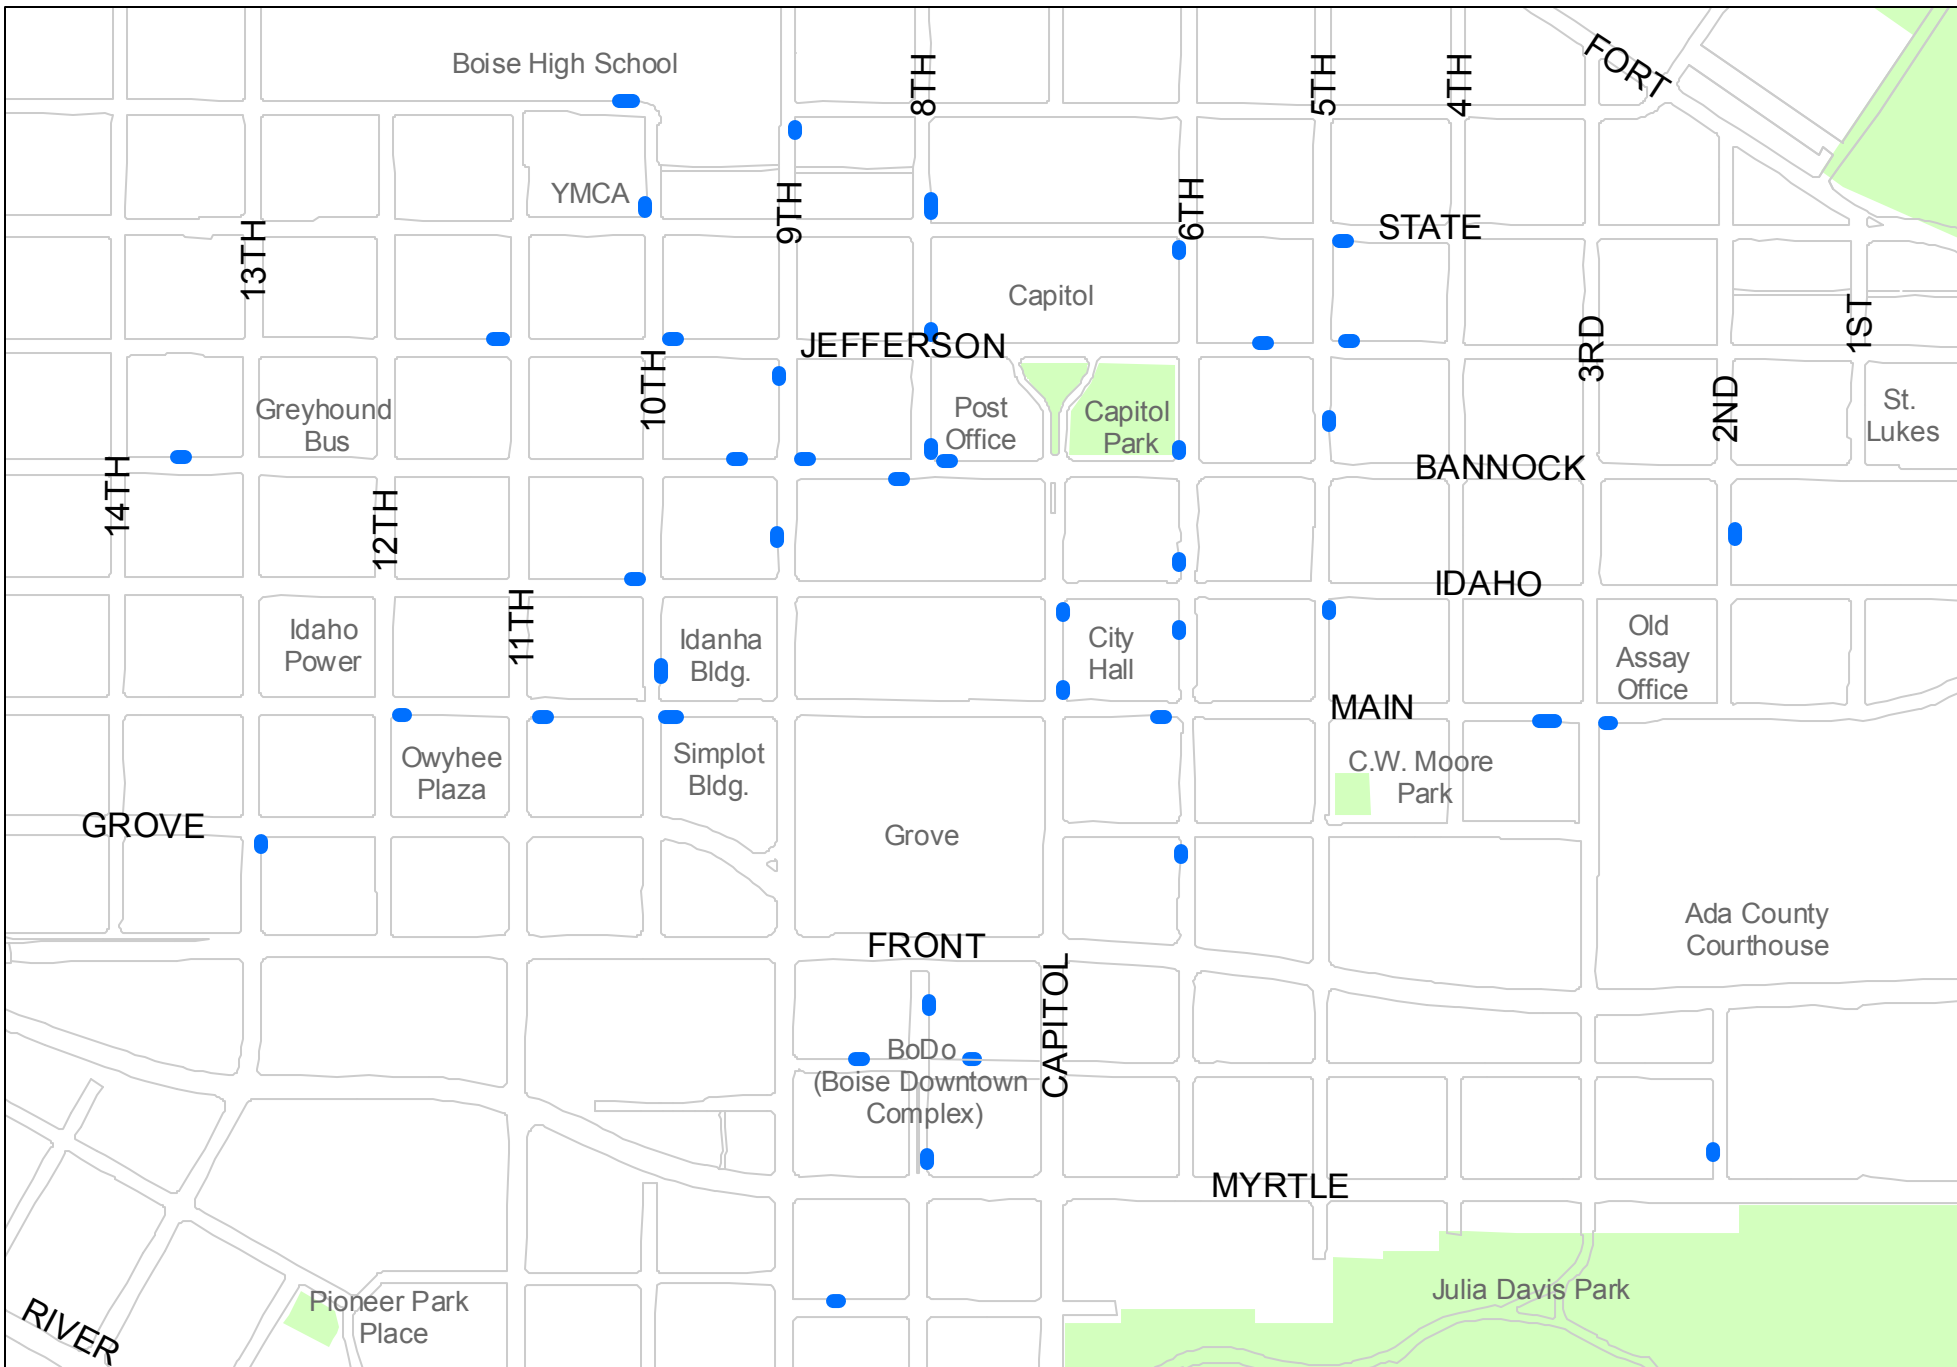 Boise High School
8TH
5TH
4TH
FORT
YMCA
9TH
6TH
STATE
13TH
Capitol
JEFFERSON
1ST
3RD
10TH
2ND
Greyhound
Bus
Post
Office
Capitol
Park
St.
Lukes
BANNOCK
14TH
12TH
IDAHO
11TH
Idaho
Power
Idanha
Bldg.
City
Hall
Old
Assay
Office
MAIN
Owyhee
Plaza
Simplot
Bldg.
C.W. Moore
Park
GROVE
Grove
Ada County
Courthouse
FRONT
CAPITOL
BoDo
(Boise Downtown
Complex)
MYRTLE
Julia Davis Park
Pioneer Park
Place
RIVER